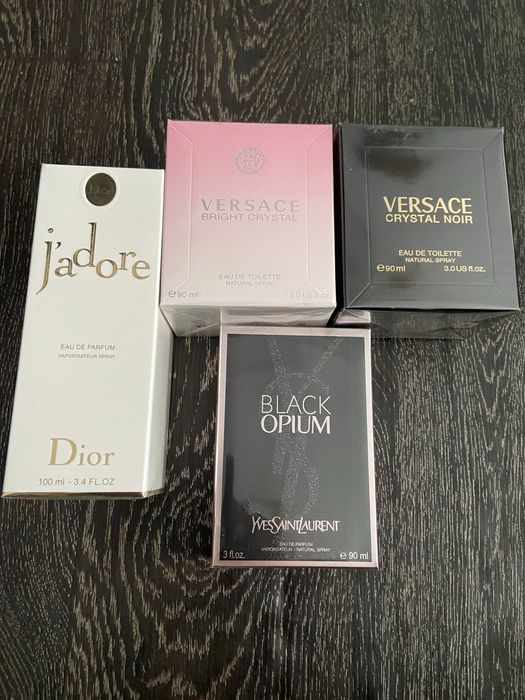 Dior
j'adore
EAU DE PARFUM
VAPORISATEUR SPRAY
Dior
100 ml - 3.4 FL.OZ
VERSACE
BRIGHT CRYSTAL
EAU DE TOILETTE
NATURAL SPRAY
℮ 90 ml 3.0 US fl.oz.
VERSACE
CRYSTAL NOIR
EAU DE TOILETTE
NATURAL SPRAY
℮ 90 ml 3.0 US fl.oz.
BLACK
OPIUM
YVESSAINTLAURENT
EAU DE PARFUM
VAPORISATEUR - NATURAL SPRAY
3 fl.oz. ℮ 90 ml